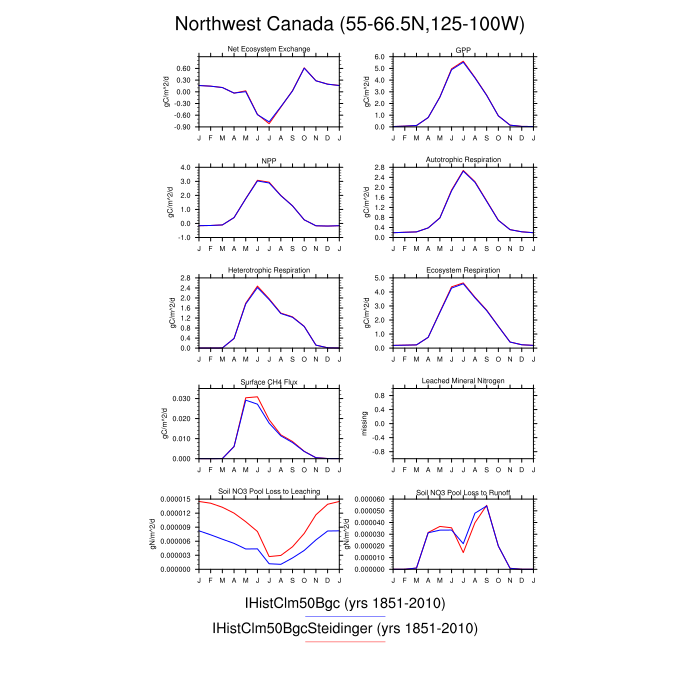 Northwest Canada (55-66.5N,125-100W)
Net Ecosystem Exchange
gC/m^2/d
0.60
0.30
0.00
-0.30
-0.60
-0.90
J F M A M J J A S O N D J
GPP
gC/m^2/d
6.0
5.0
4.0
3.0
2.0
1.0
0.0
J F M A M J J A S O N D J
NPP
gC/m^2/d
4.0
3.0
2.0
1.0
0.0
-1.0
J F M A M J J A S O N D J
Autotrophic Respiration
gC/m^2/d
2.8
2.4
2.0
1.6
1.2
0.8
0.4
0.0
J F M A M J J A S O N D J
Heterotrophic Respiration
gC/m^2/d
2.8
2.4
2.0
1.6
1.2
0.8
0.4
0.0
J F M A M J J A S O N D J
Ecosystem Respiration
gC/m^2/d
5.0
4.0
3.0
2.0
1.0
0.0
J F M A M J J A S O N D J
Surface CH4 Flux
gC/m^2/d
0.030
0.020
0.010
0.000
J F M A M J J A S O N D J
Leached Mineral Nitrogen
missing
0.8
0.4
0.0
-0.4
-0.8
J F M A M J J A S O N D J
Soil NO3 Pool Loss to Leaching
gN/m^2/d
0.000015
0.000012
0.000009
0.000006
0.000003
0.000000
J F M A M J J A S O N D J
Soil NO3 Pool Loss to Runoff
gN/m^2/d
0.000060
0.000050
0.000040
0.000030
0.000020
0.000010
0.000000
J F M A M J J A S O N D J
IHistClm50Bgc (yrs 1851-2010)
IHistClm50BgcSteidinger (yrs 1851-2010)